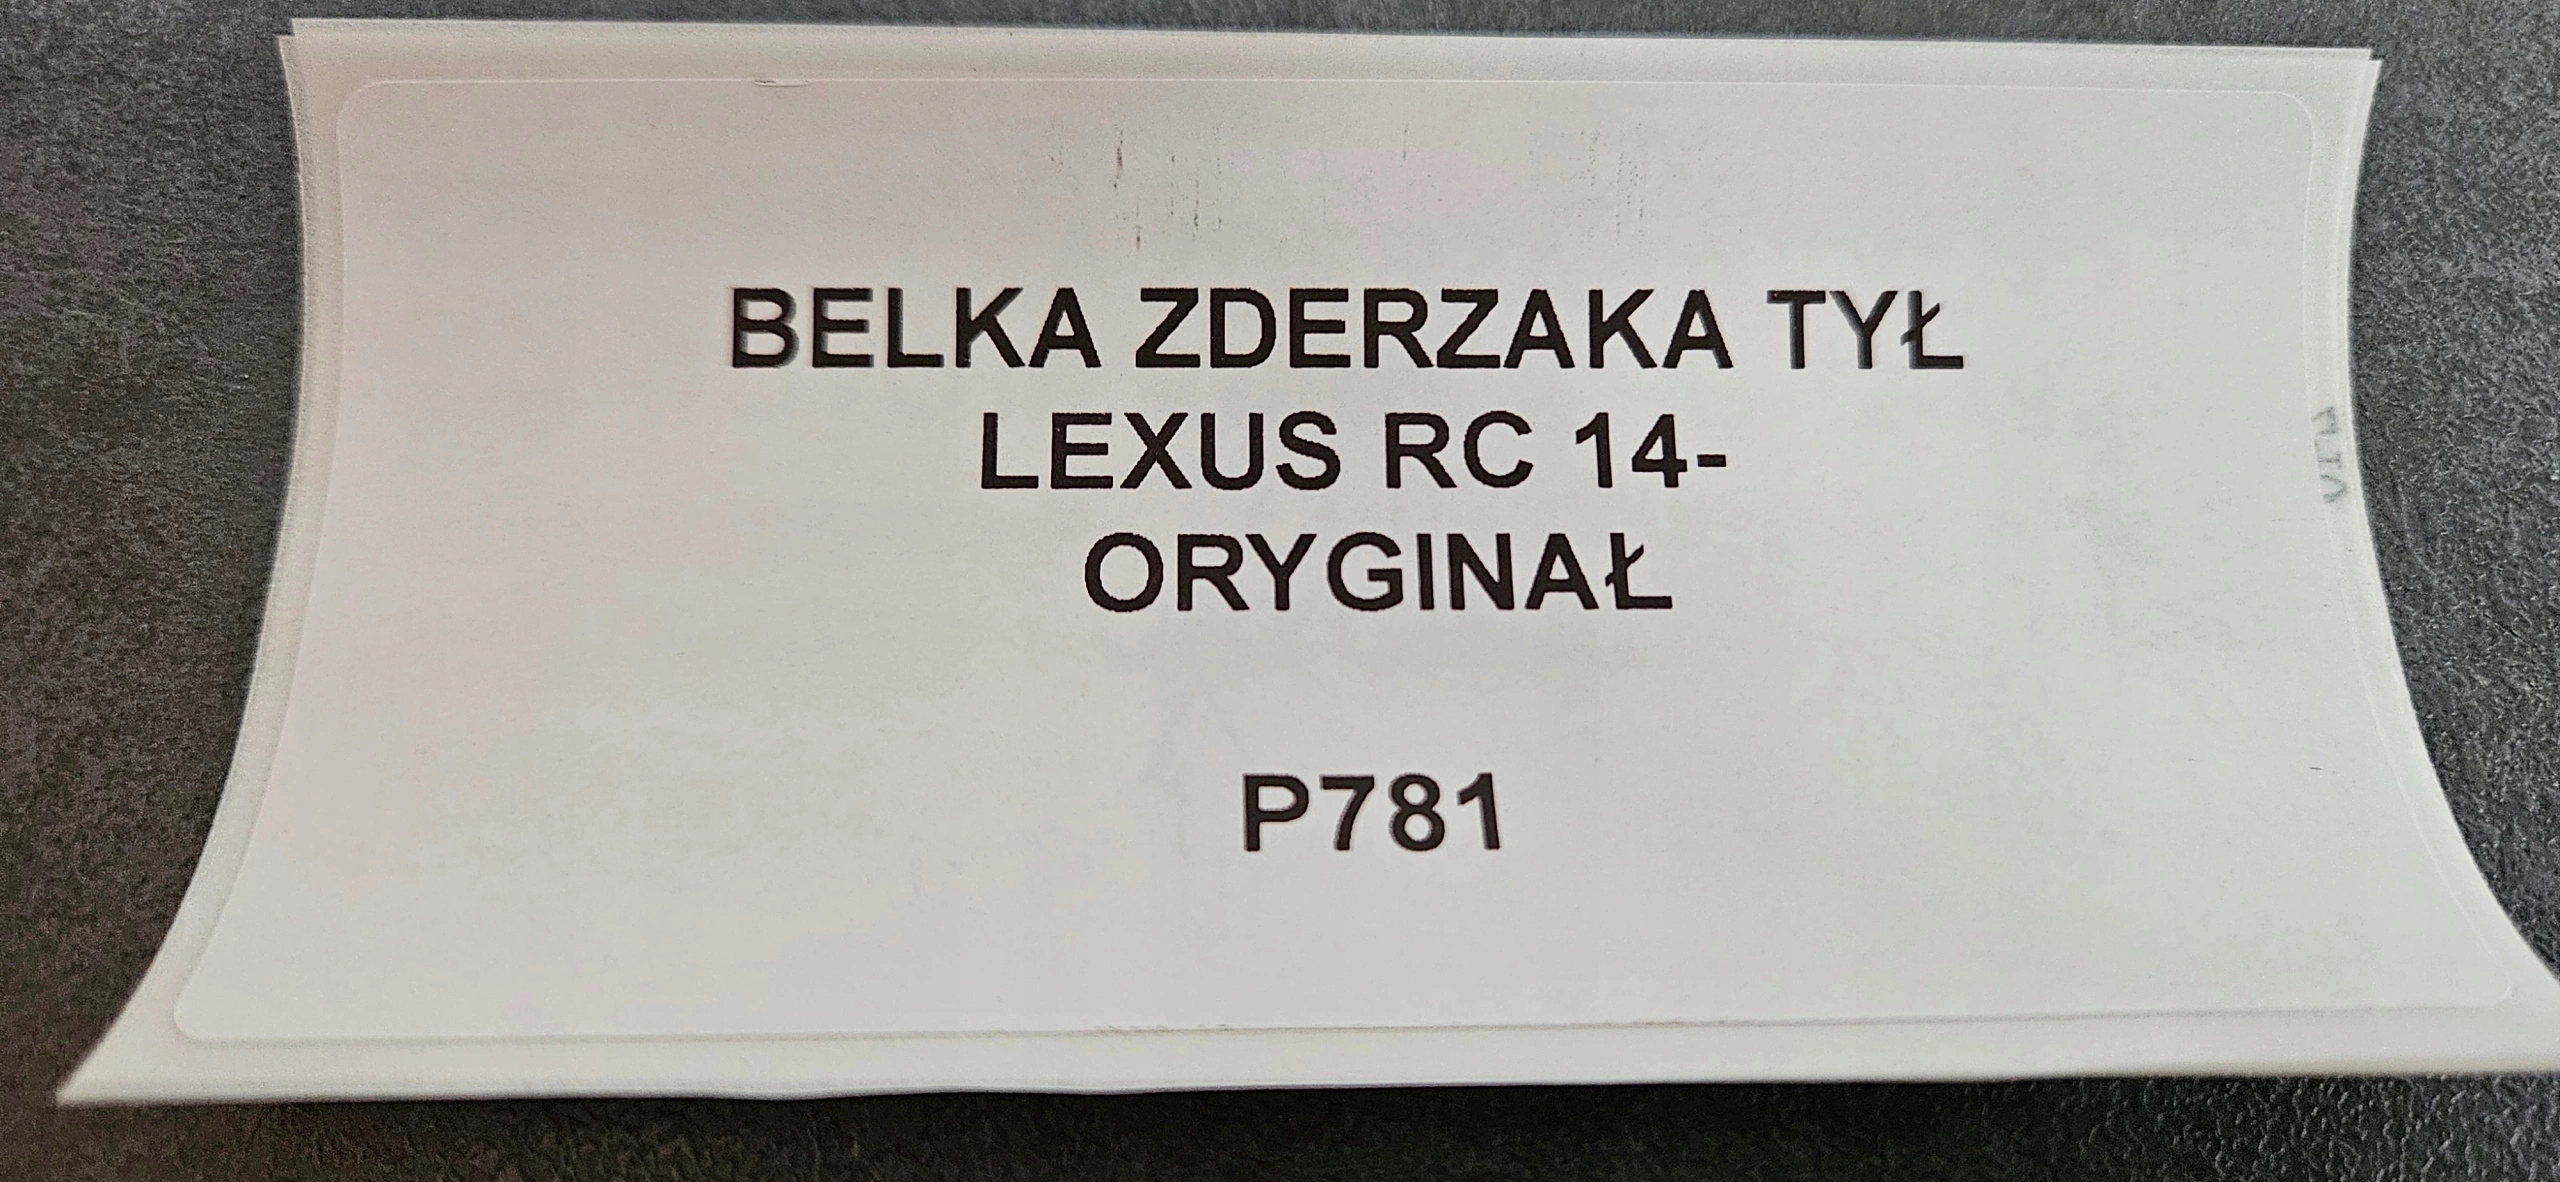 BELKA ZDERZAKA TYŁ
LEXUS RC 14-
ORYGINAŁ
P781